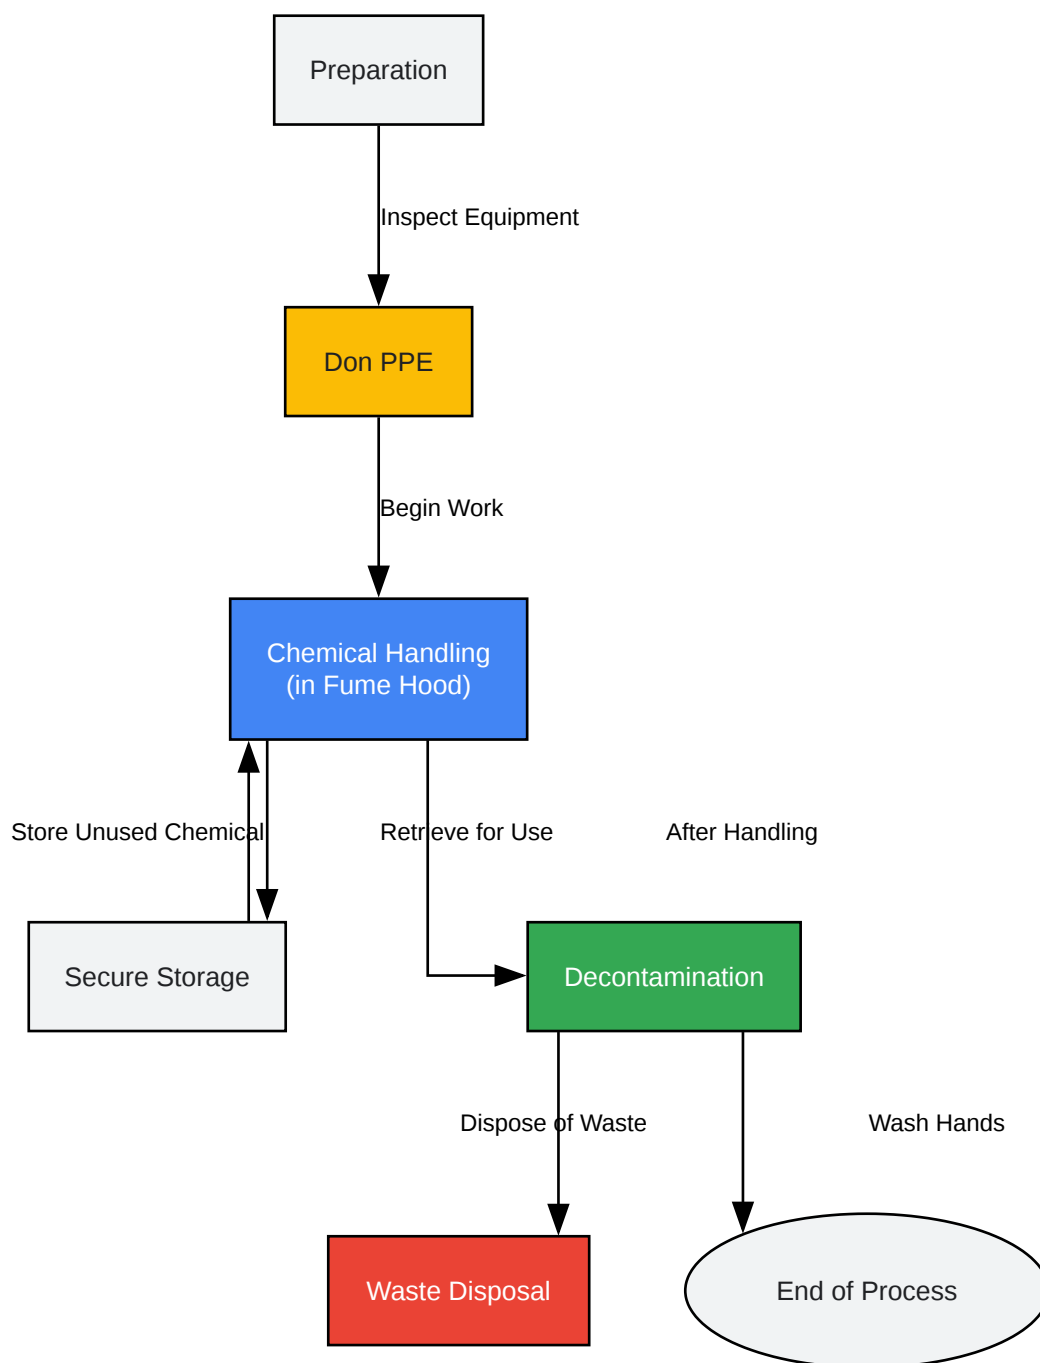 Preparation
Inspect Equipment
Don PPE
Begin Work
Chemical Handling
(in Fume Hood)
Store Unused Chemical
Retrieve for Use
After Handling
Secure Storage
Decontamination
Dispose of Waste
Wash Hands
Waste Disposal
End of Process